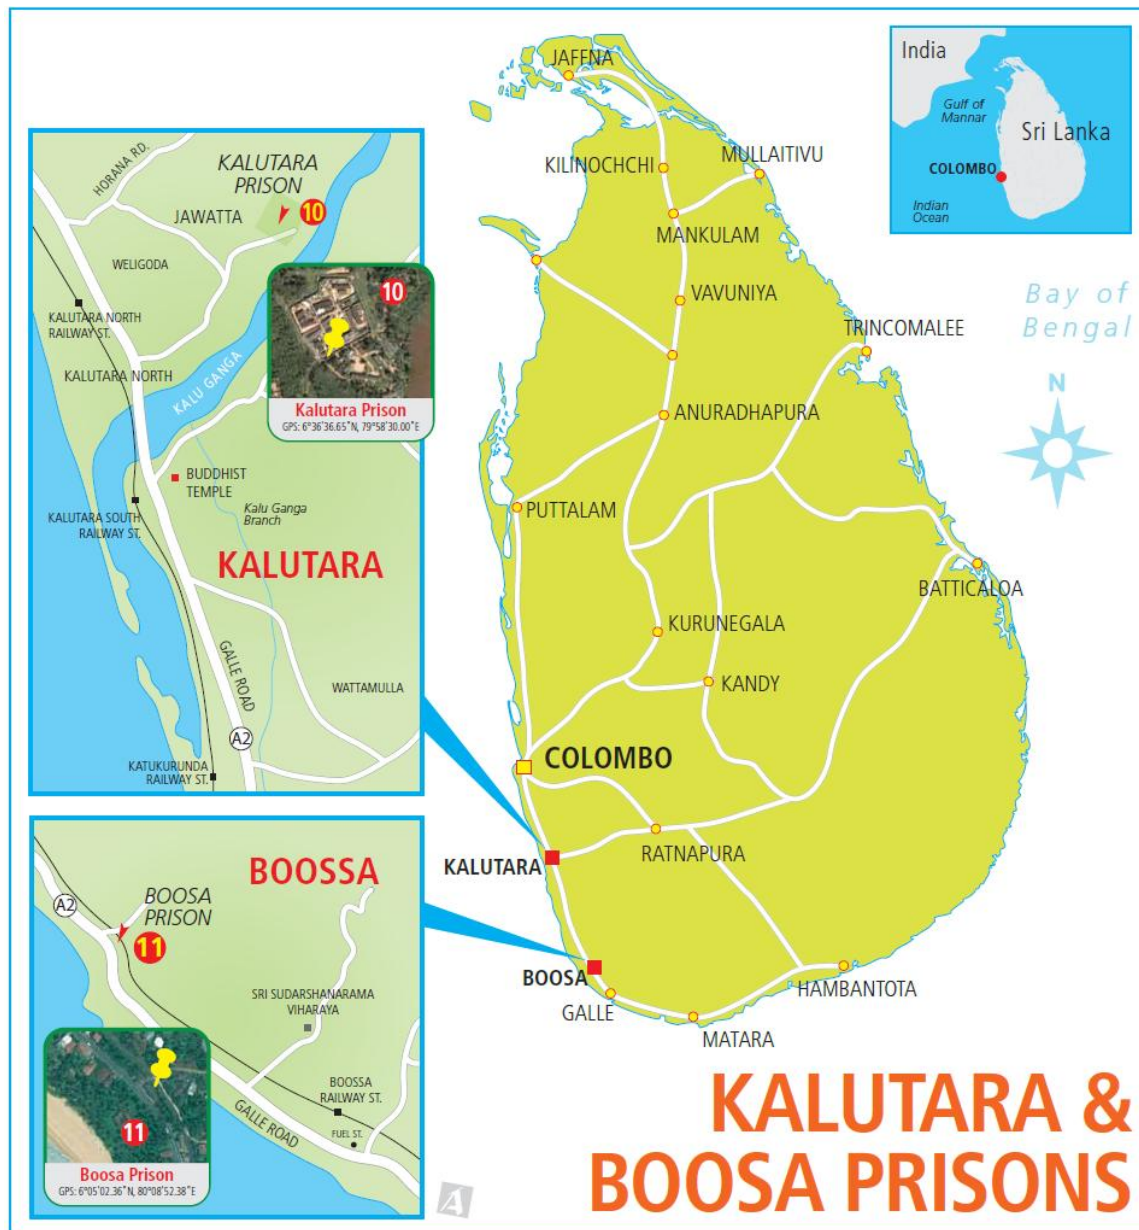 JAFFNA
KILINOCHCHI
MULLAITIVU
MANKULAM
VAVUNIYA
TRINCOMALEE
ANURADHAPURA
PUTTALAM
BATTICALOA
KURUNEGALA
KANDY
COLOMBO
RATNAPURA
KALUTARA
BOOSA
GALLE
HAMBANTOTA
MATARA
India
Gulf of
Mannar
Sri Lanka
COLOMBO
Indian
Ocean
Bay of
Bengal
N
HORANA RD.
KALUTARA
PRISON
10
JAWATTA
WELIGODA
10
KALUTARA NORTH
RAILWAY ST.
KALUTARA NORTH
KALU GANGA
Kalutara Prison
GPS: 6°36'36.65"N, 79°58'30.00"E
BUDDHIST
TEMPLE
KALUTARA SOUTH
RAILWAY ST.
Kalu Ganga
Branch
KALUTARA
GALLE ROAD
WATTAMULLA
A2
KATUKURUNDA
RAILWAY ST.
BOOSSA
A2
BOOSA
PRISON
11
SRI SUDARSHANARAMA
VIHARAYA
11
BOOSSA
RAILWAY ST.
GALLE ROAD
FUEL ST.
Boosa Prison
GPS: 6°05'02.36"N, 80°08'52.38"E
A
KALUTARA &
BOOSA PRISONS